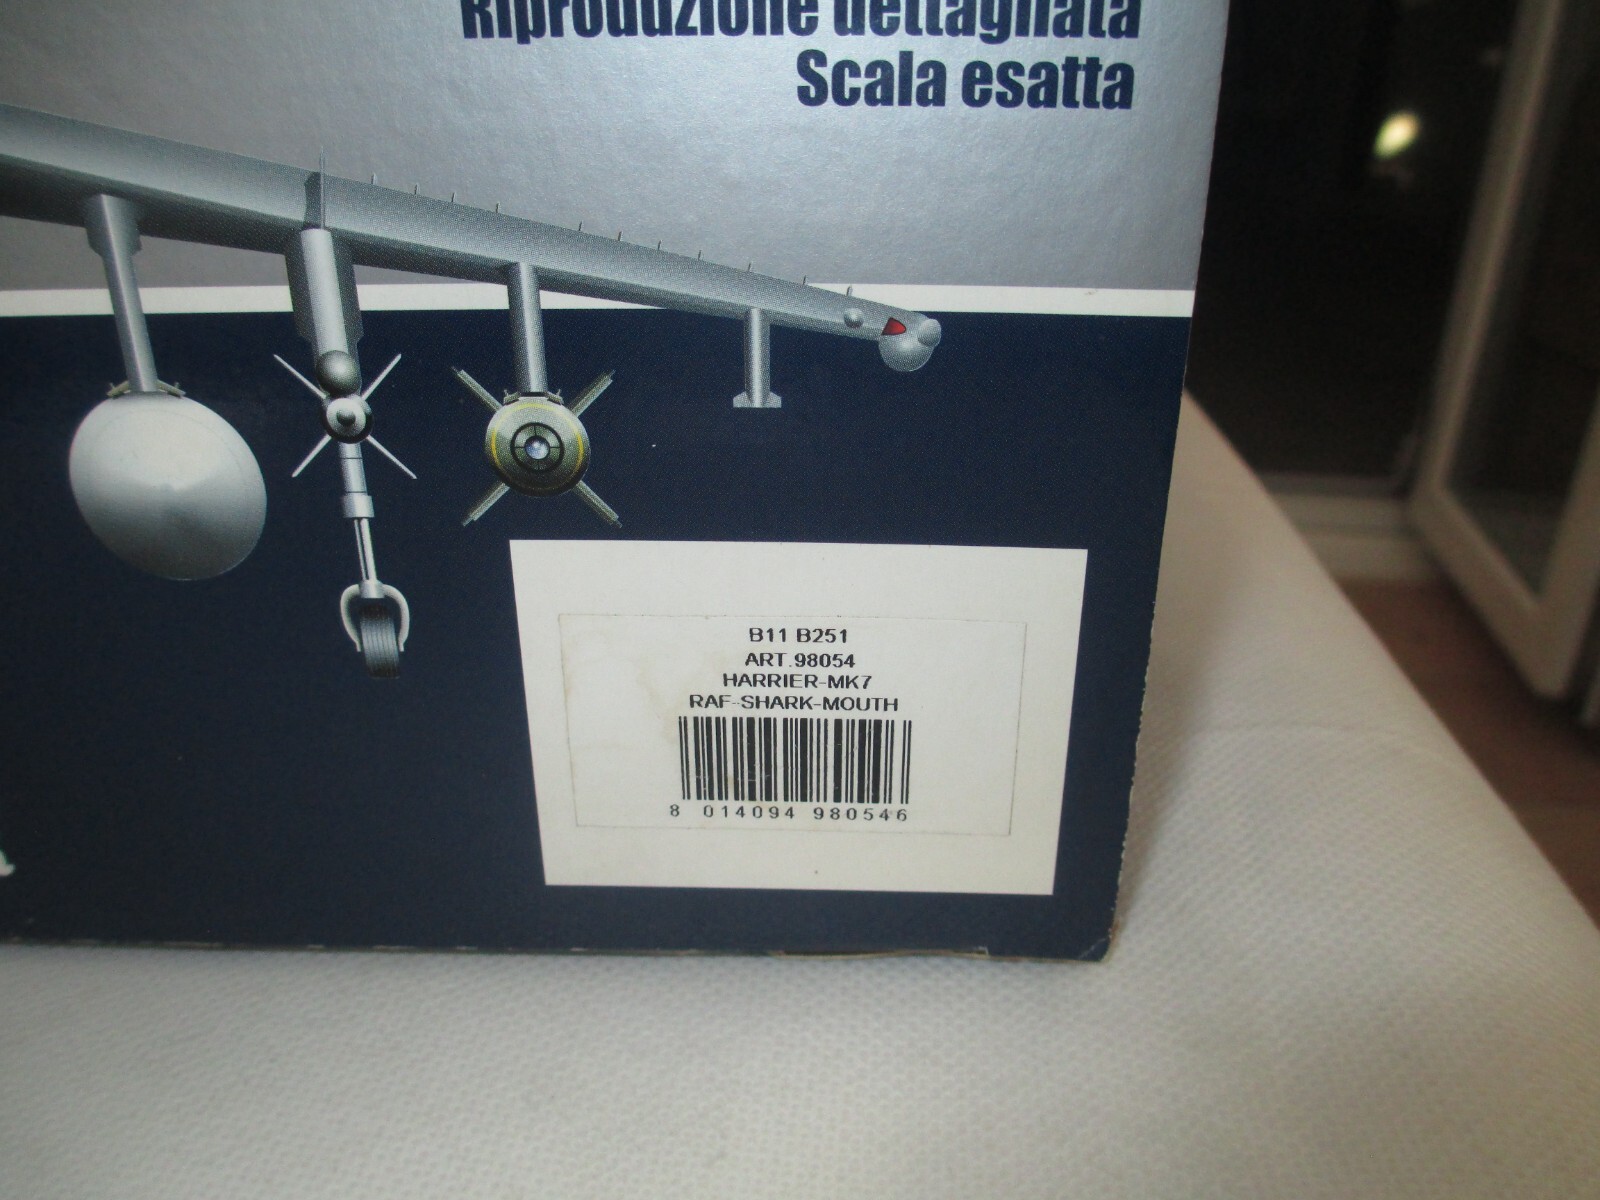 Riproduzione dettagliata
Scala esatta
B11 B251
ART.98054
HARRIER-MK7
RAF-SHARK-MOUTH
8 014094 980546